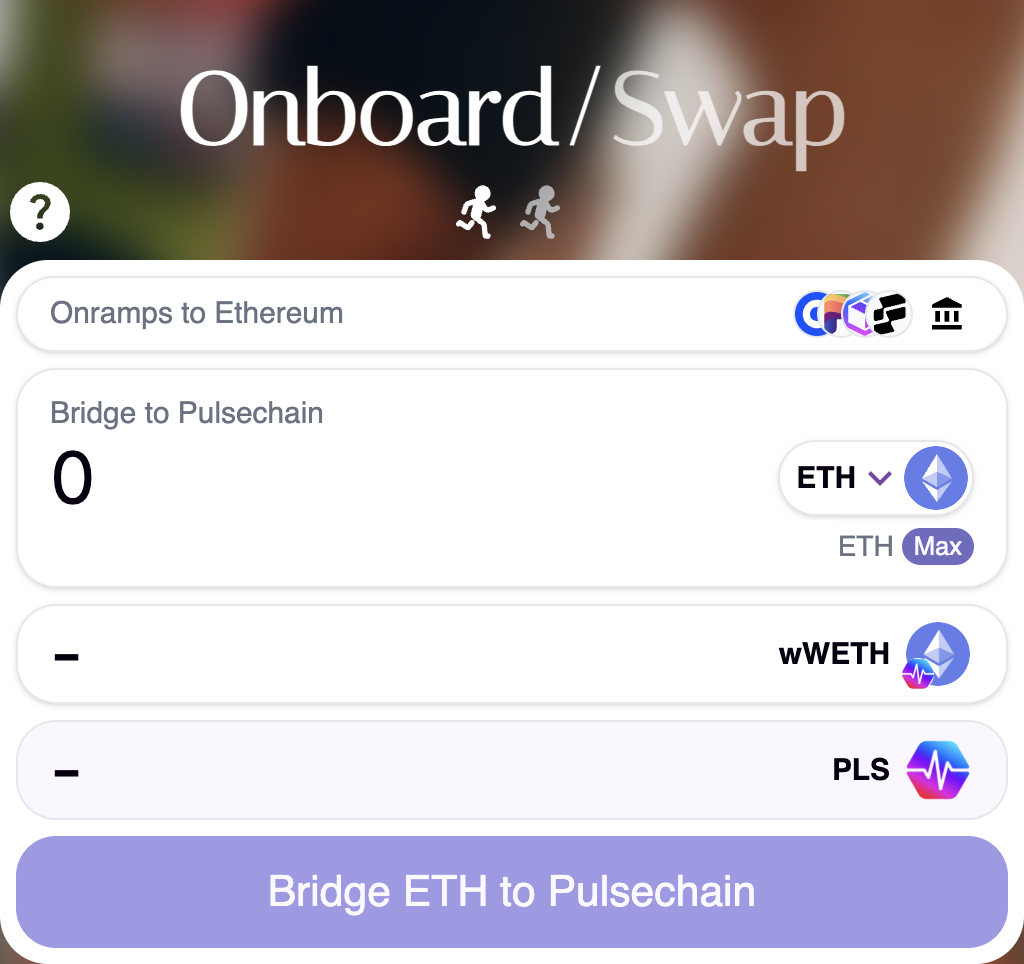 Onboard/Swap
?
Onramps to Ethereum
Bridge to Pulsechain
0
ETH
ETH Max
– wWETH
– PLS
Bridge ETH to Pulsechain